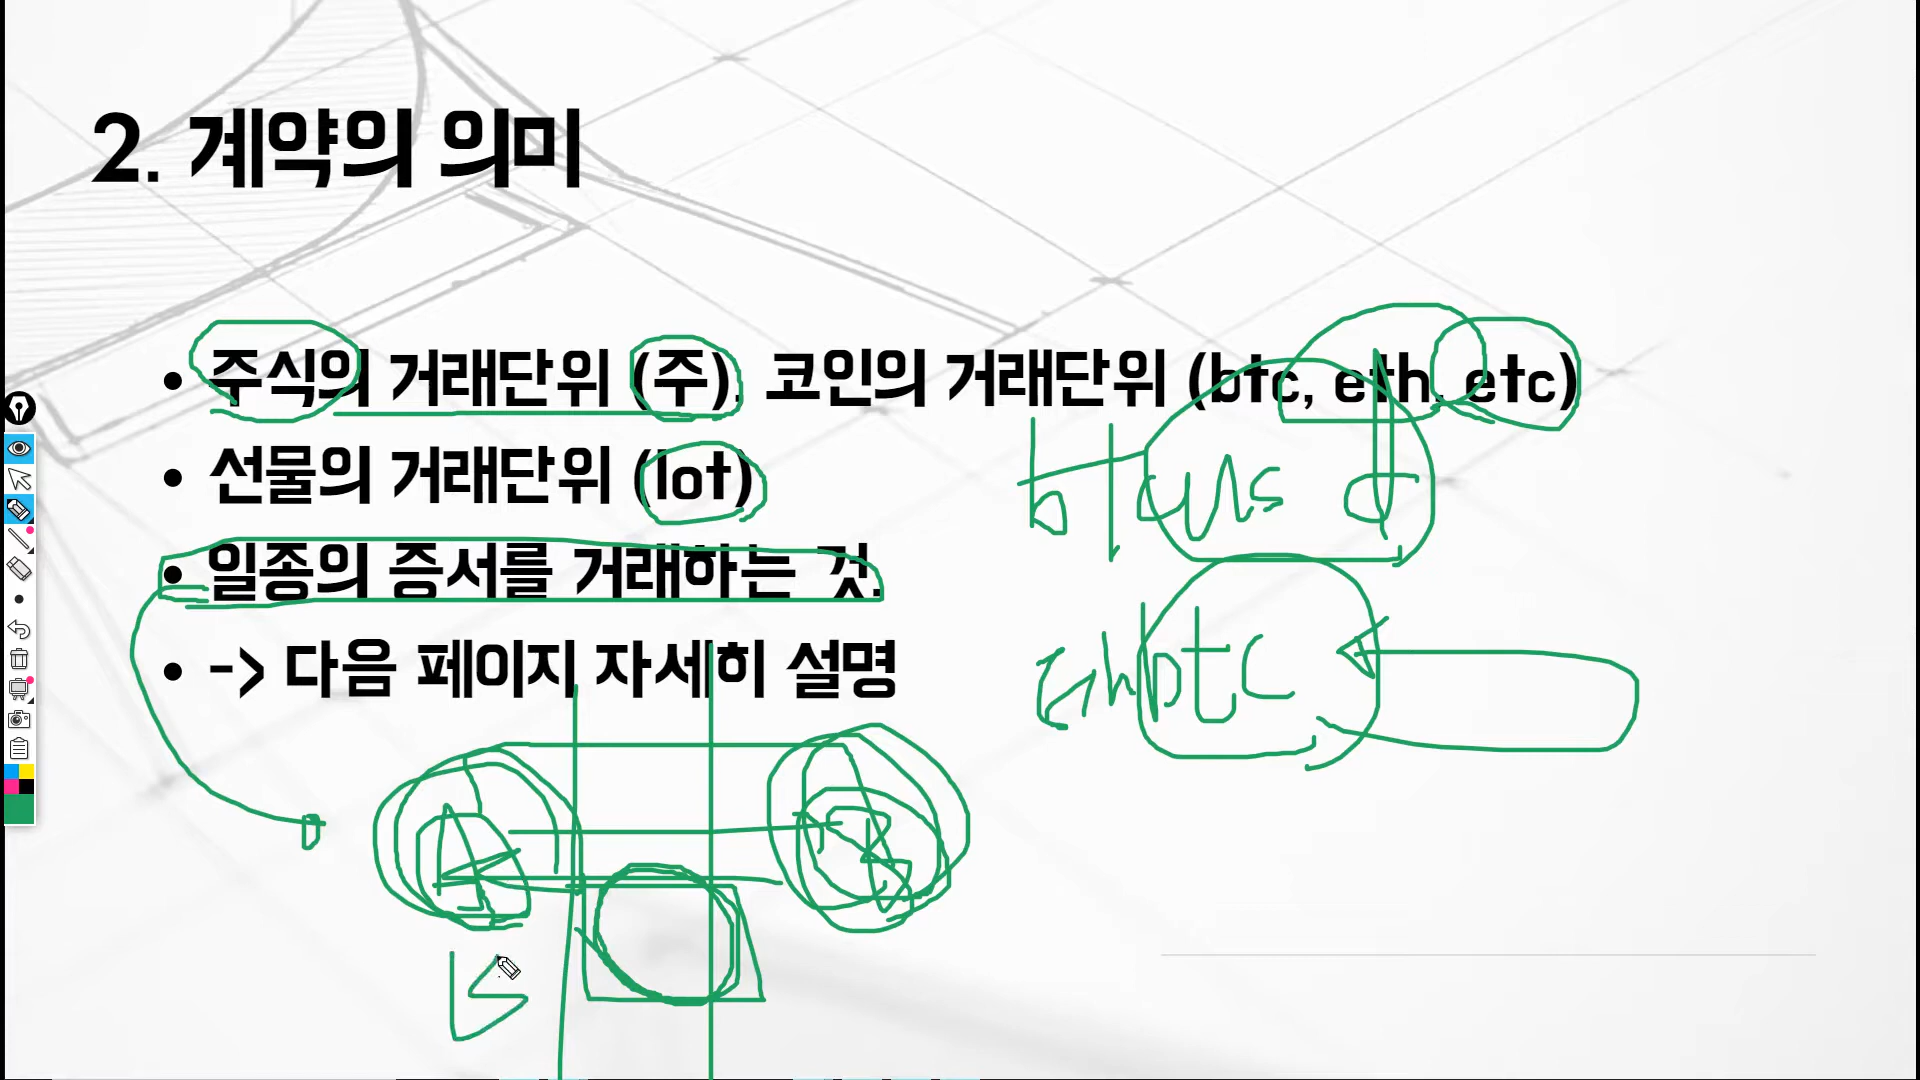 2. 계약의 의미
• 주식의 거래단위 (주). 코인의 거래단위 (btc, eth, etc)
• 선물의 거래단위 (lot)
• 일종의 증서를 거래하는 것.
• -> 다음 페이지 자세히 설명
btcusd
Ethbtc
A
B